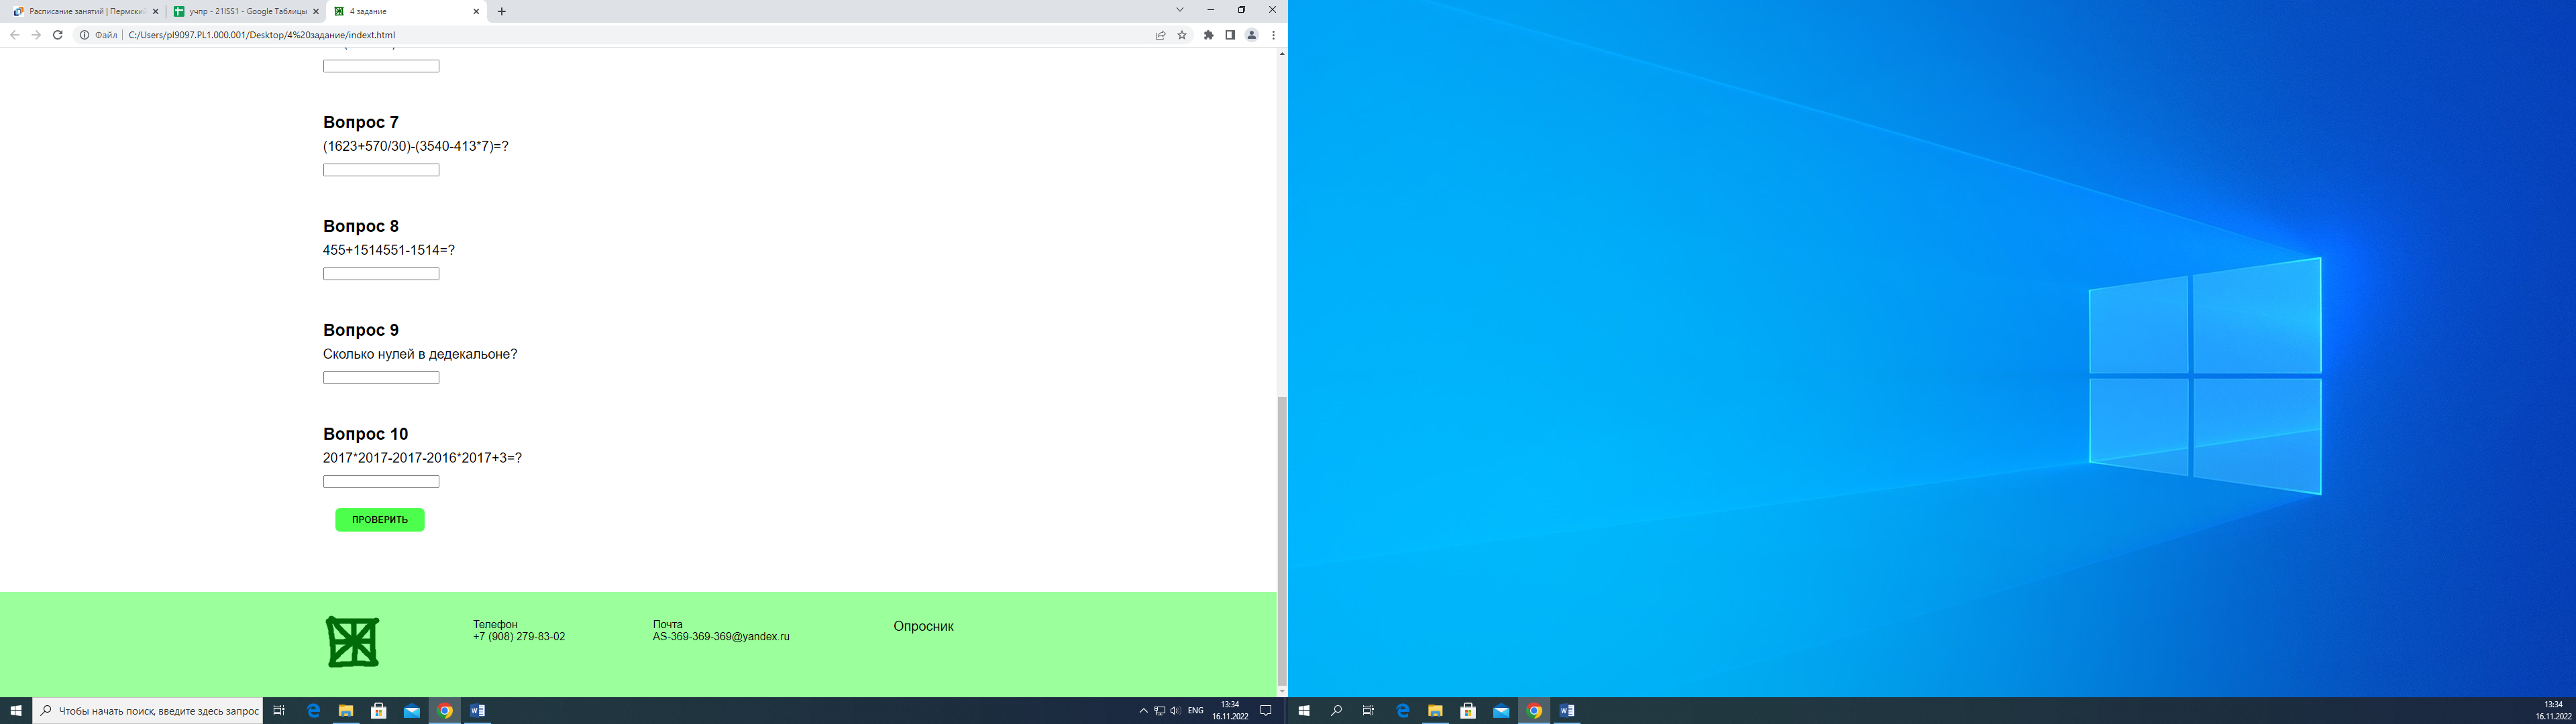 Расписание занятий | Пермский
учпр - 21ISS1 - Google Таблицы
4 задание
Файл
C:/Users/pl9097.PL1.000.001/Desktop/4%20задание/indext.html
Вопрос 7
(1623+570/30)-(3540-413*7)=?
Вопрос 8
455+1514551-1514=?
Вопрос 9
Сколько нулей в дедекальоне?
Вопрос 10
2017*2017-2017-2016*2017+3=?
ПРОВЕРИТЬ
Телефон
+7 (908) 279-83-02
Почта
AS-369-369-369@yandex.ru
Опросник
Чтобы начать поиск, введите здесь запрос
ENG
13:34
16.11.2022
13:34
16.11.2022